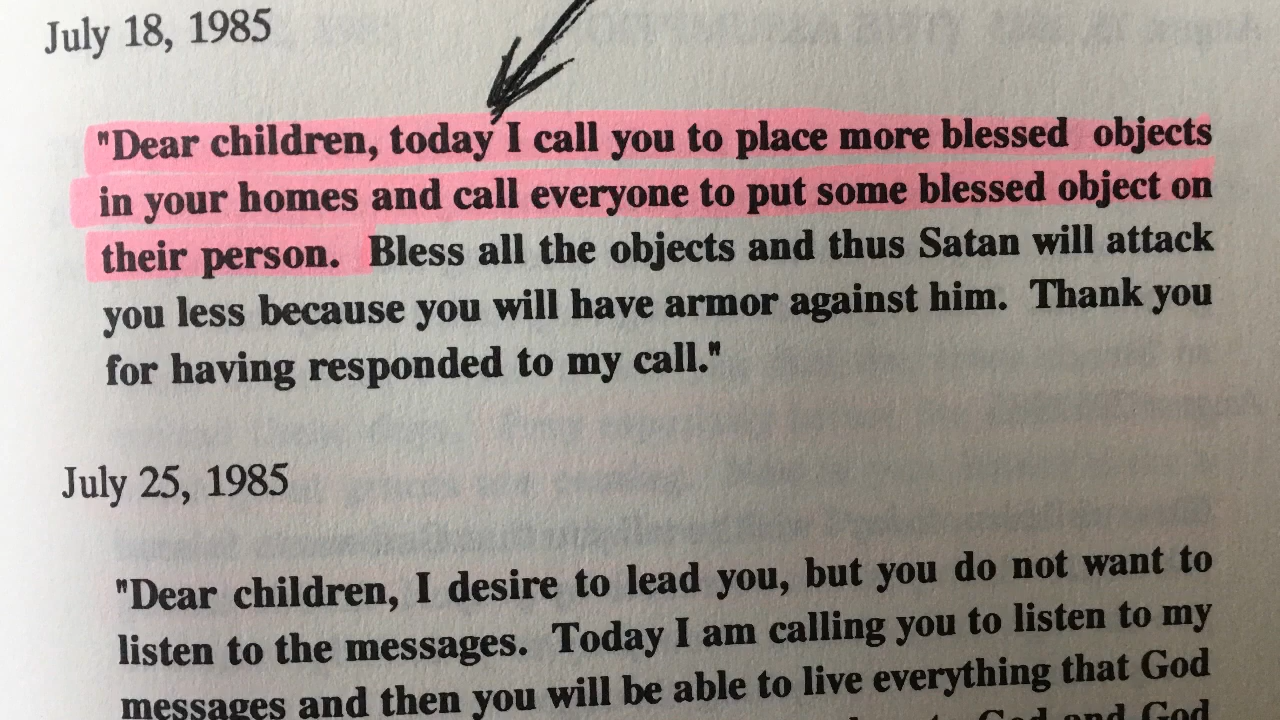 July 18, 1985
"Dear children, today I call you to place more blessed objects
in your homes and call everyone to put some blessed object on
their person. Bless all the objects and thus Satan will attack
you less because you will have armor against him. Thank you
for having responded to my call."
July 25, 1985
"Dear children, I desire to lead you, but you do not want to
listen to the messages. Today I am calling you to listen to my
messages and then you will be able to live everything that God
God and God